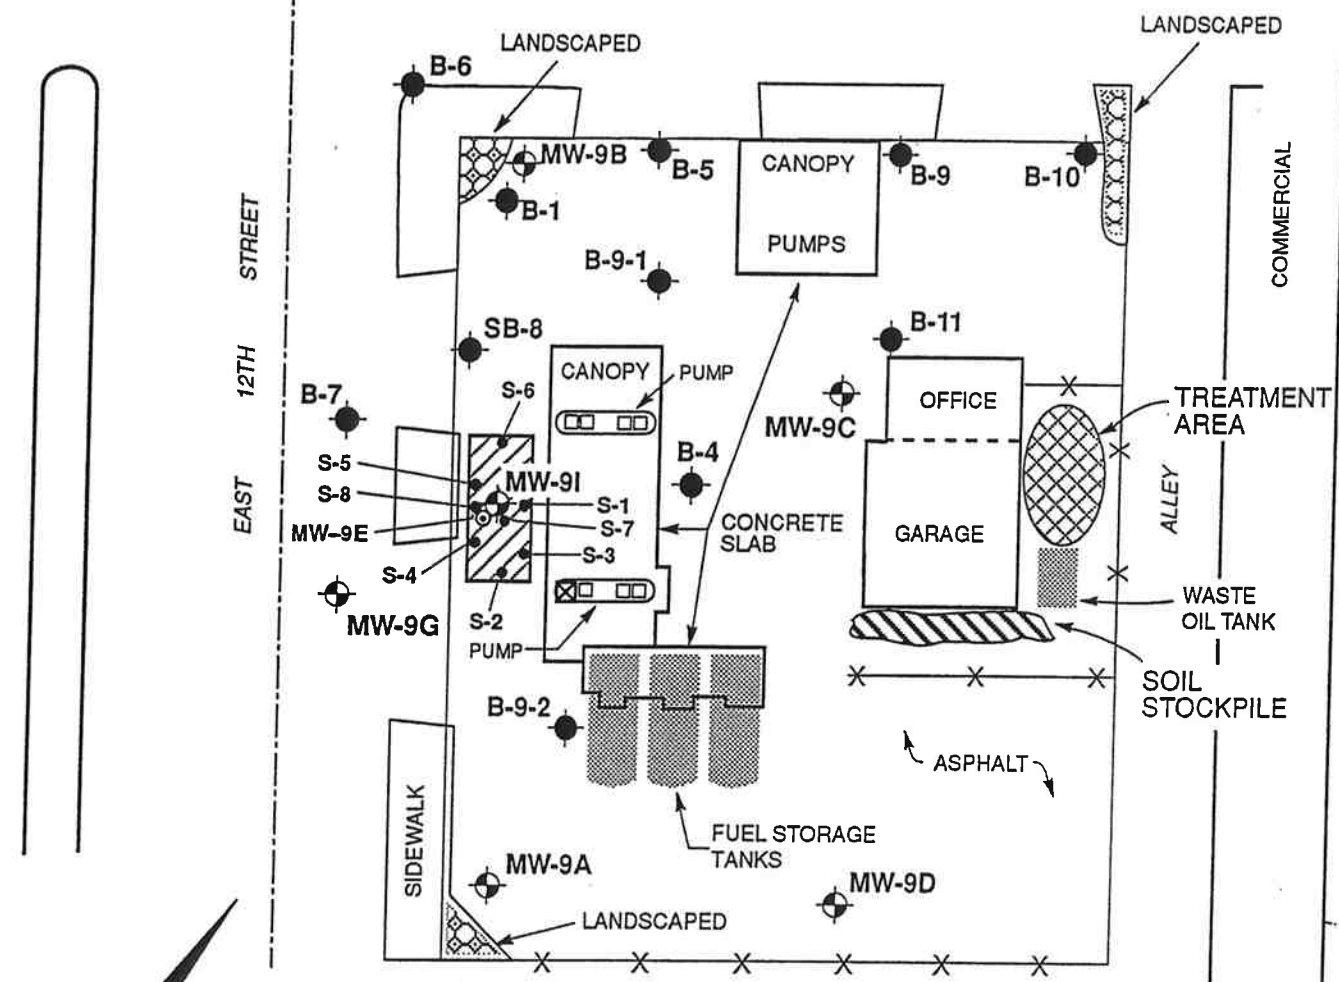 LANDSCAPED
LANDSCAPED
B-6
MW-9B
B-5
CANOPY
B-9
B-10
B-1
PUMPS
COMMERCIAL
EAST 12TH STREET
B-9-1
SB-8
B-11
CANOPY
PUMP
S-6
OFFICE
TREATMENT
AREA
B-7
MW-9C
B-4
S-5
MW-9I
S-8
S-1
ALLEY
MW-9E
S-7
CONCRETE
SLAB
GARAGE
S-3
S-4
S-2
WASTE
OIL TANK
MW-9G
PUMP
SOIL
STOCKPILE
B-9-2
ASPHALT
SIDEWALK
FUEL STORAGE
TANKS
MW-9A
MW-9D
LANDSCAPED